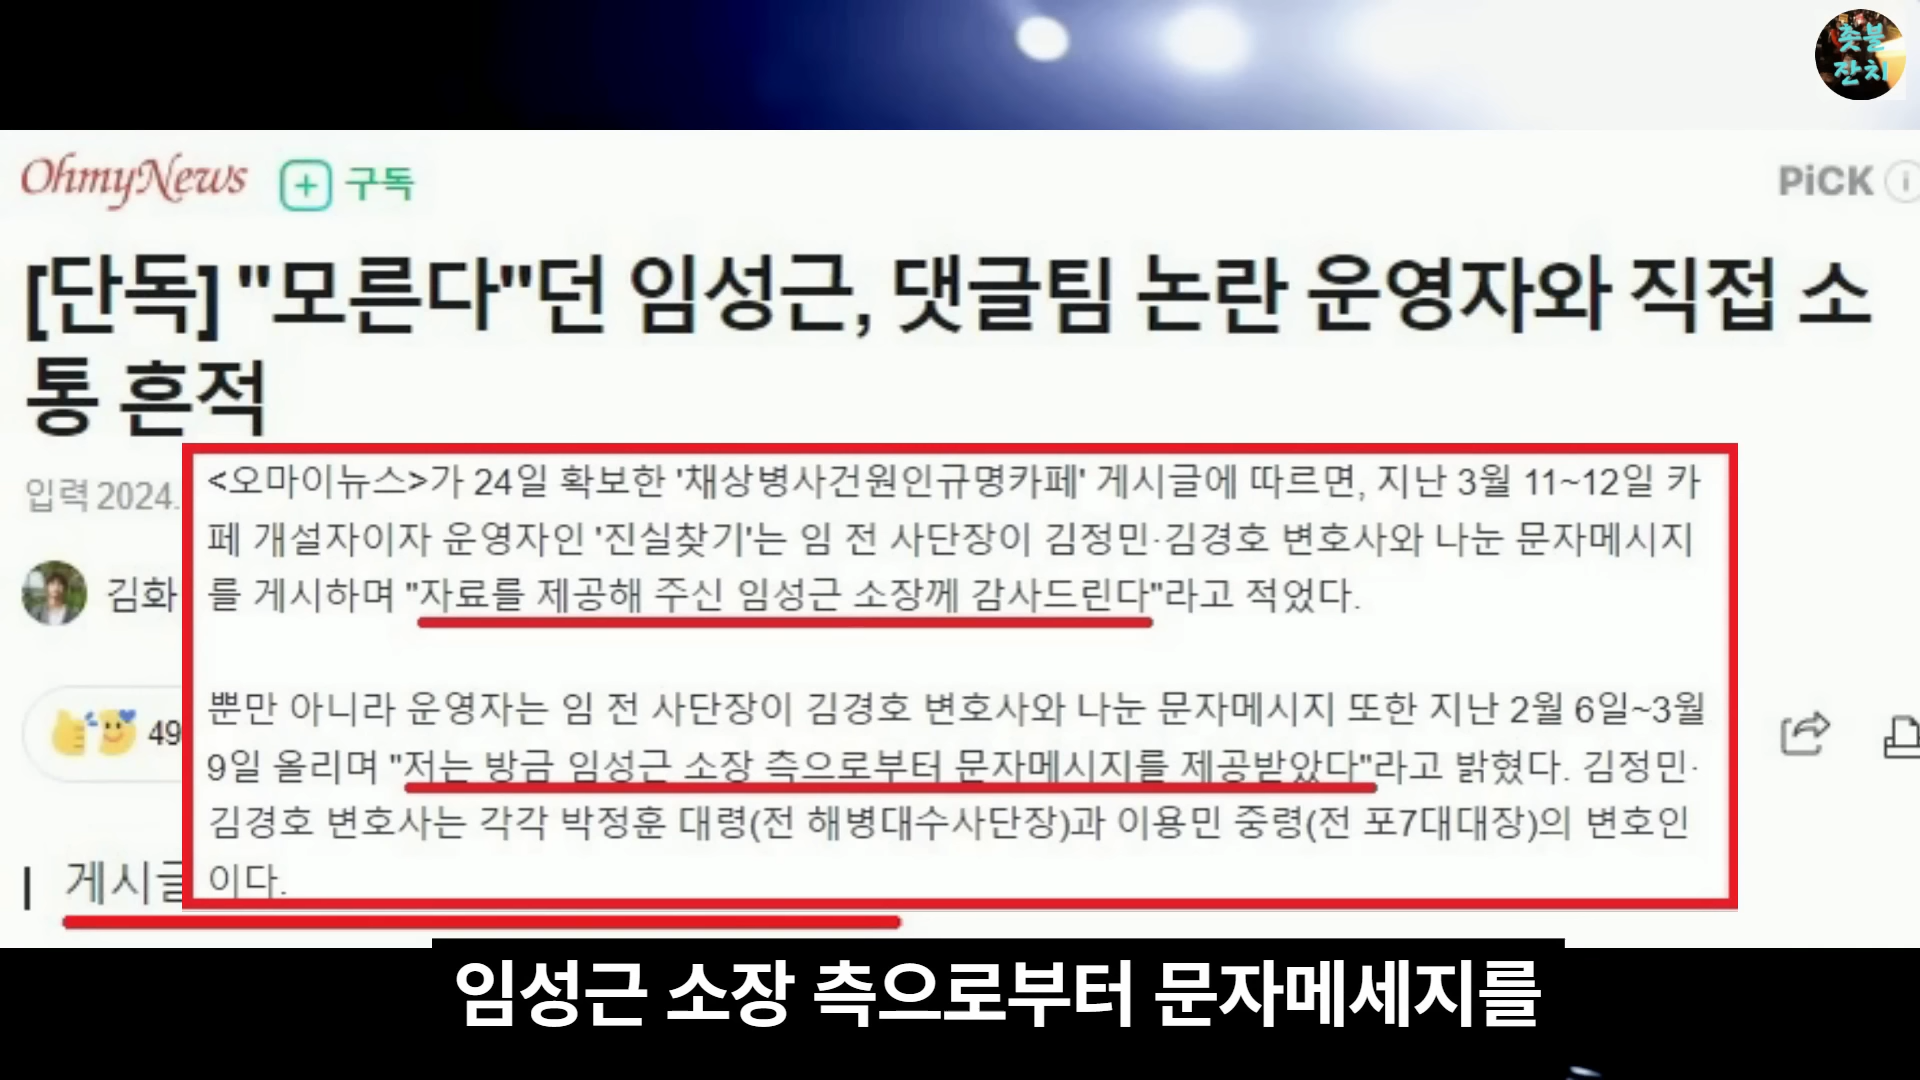 촛불
잔치
OhmyNews
구독
PiCK
[단독] "모른다"던 임성근, 댓글팀 논란 운영자와 직접 소
통 흔적
입력 2024.
<오마이뉴스>가 24일 확보한 '채상병사건원인규명카페' 게시글에 따르면, 지난 3월 11~12일 카
페 개설자이자 운영자인 '진실찾기'는 임 전 사단장이 김정민·김경호 변호사와 나눈 문자메시지
를 게시하며 "자료를 제공해 주신 임성근 소장께 감사드린다"라고 적었다.
김화
뿐만 아니라 운영자는 임 전 사단장이 김경호 변호사와 나눈 문자메시지 또한 지난 2월 6일~3월
9일 올리며 "저는 방금 임성근 소장 측으로부터 문자메시지를 제공받았다"라고 밝혔다. 김정민·
김경호 변호사는 각각 박정훈 대령(전 해병대수사단장)과 이용민 중령(전 포7대대장)의 변호인
이다.
49
게시글
임성근 소장 측으로부터 문자메세지를